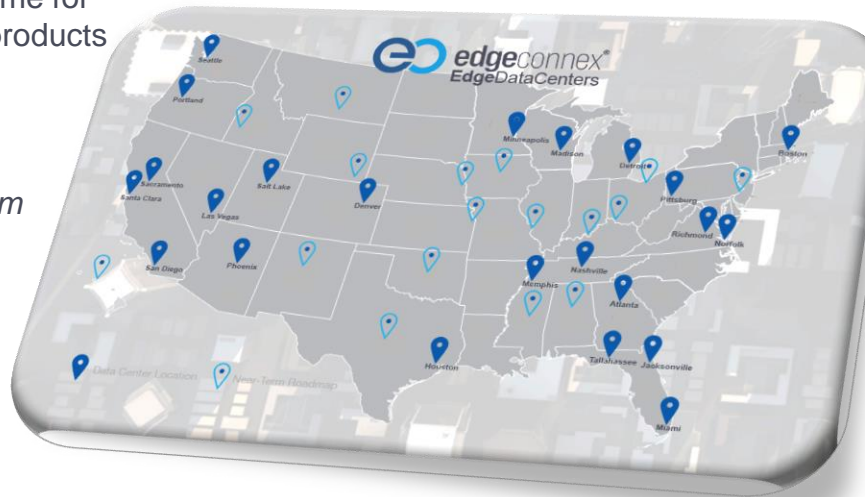 me for
products
m
edgeconnex®
EdgeDataCenters
Seattle
Portland
Minneapolis
Madison
Detroit
Boston
Sacramento
Santa Clara
Salt Lake
Denver
Las Vegas
Pittsburg
Richmond
Norfolk
San Diego
Phoenix
Memphis
Nashville
Atlanta
Houston
Tallahassee
Jacksonville
Miami
Data Center Location
Near-Term Roadmap